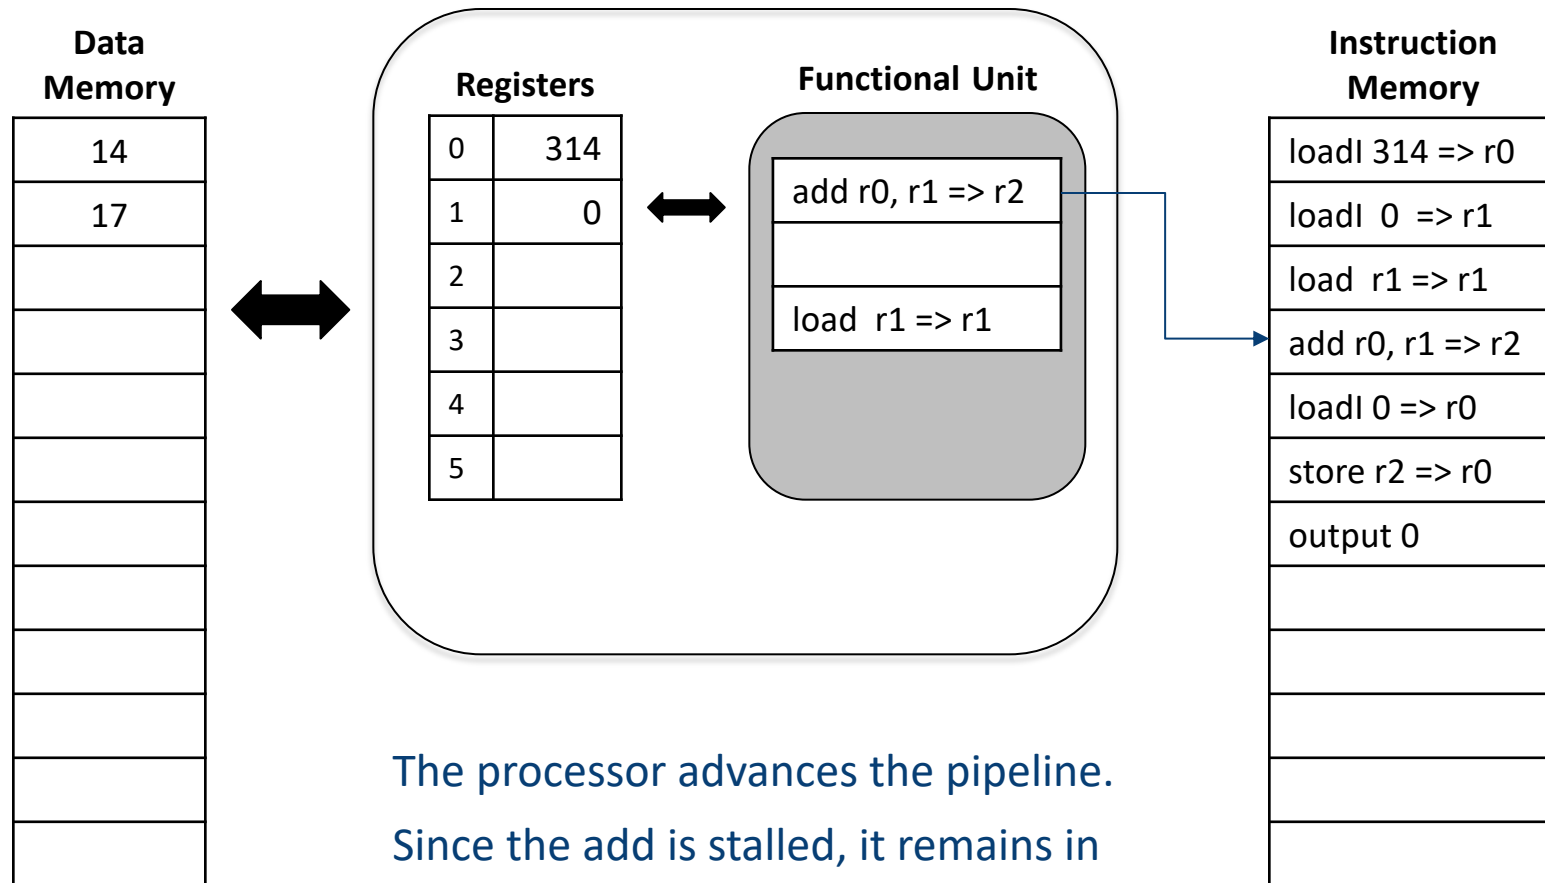 Data
Memory
14
17
Registers
0 314
1 0
2
3
4
5
Functional Unit
add r0, r1 => r2
load r1 => r1
Instruction
Memory
loadI 314 => r0
loadI 0 => r1
load r1 => r1
add r0, r1 => r2
loadI 0 => r0
store r2 => r0
output 0
The processor advances the pipeline.
Since the add is stalled, it remains in